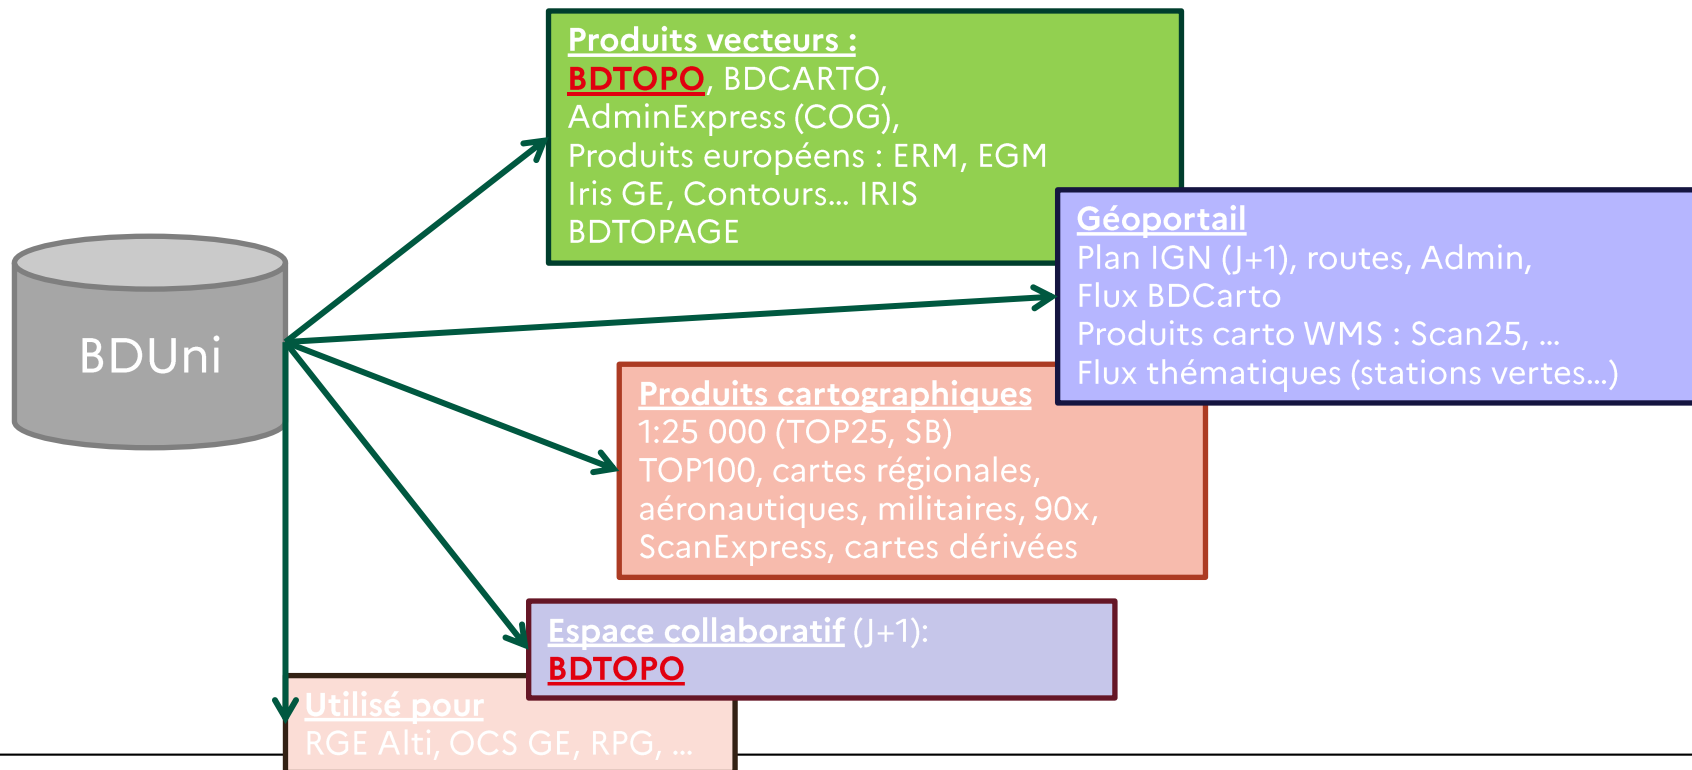 Produits vecteurs :
BDTOPO, BDCARTO,
AdminExpress (COG),
Produits européens : ERM, EGM
Iris GE, Contours... IRIS
BDTOPAGE
Géoportail
Plan IGN (J+1), routes, Admin,
Flux BDCarto
Produits carto WMS : Scan25, ...
Flux thématiques (stations vertes...)
BDUni
Produits cartographiques
1:25 000 (TOP25, SB)
TOP100, cartes régionales,
aéronautiques, militaires, 90x,
ScanExpress, cartes dérivées
Espace collaboratif (J+1):
BDTOPO
Utilisé pour
RGE Alti, OCS GE, RPG, ...